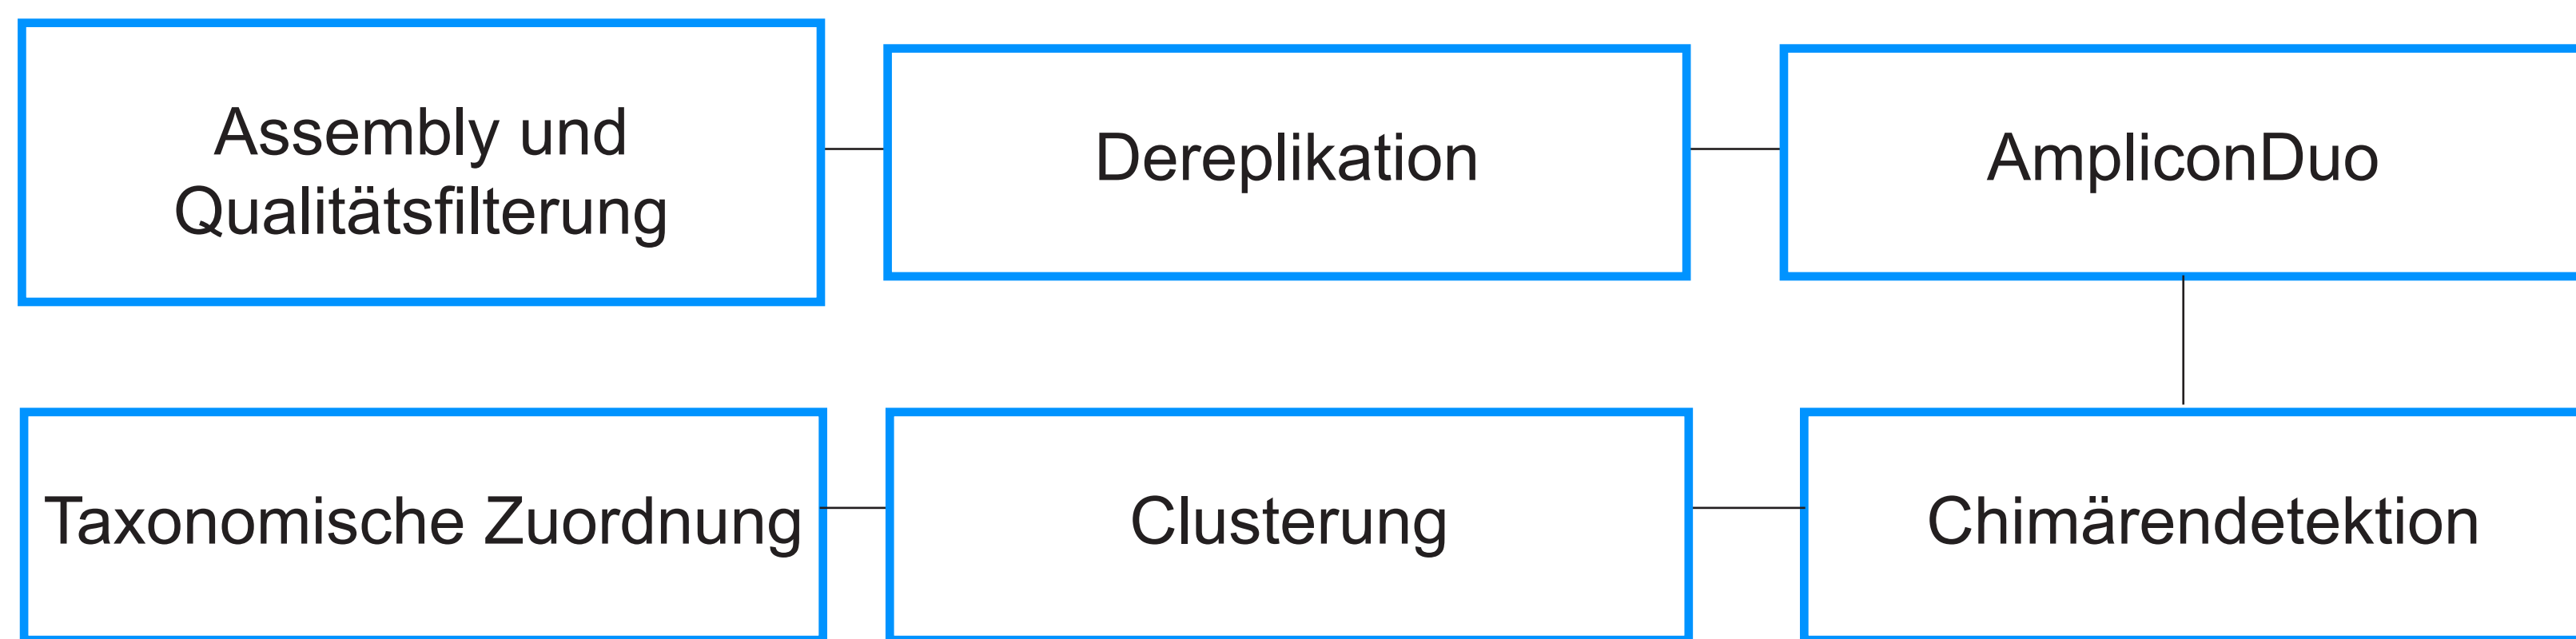 Assembly und
Qualitätsfilterung
Dereplikation
AmpliconDuo
Taxonomische Zuordnung
Clusterung
Chimärendetektion